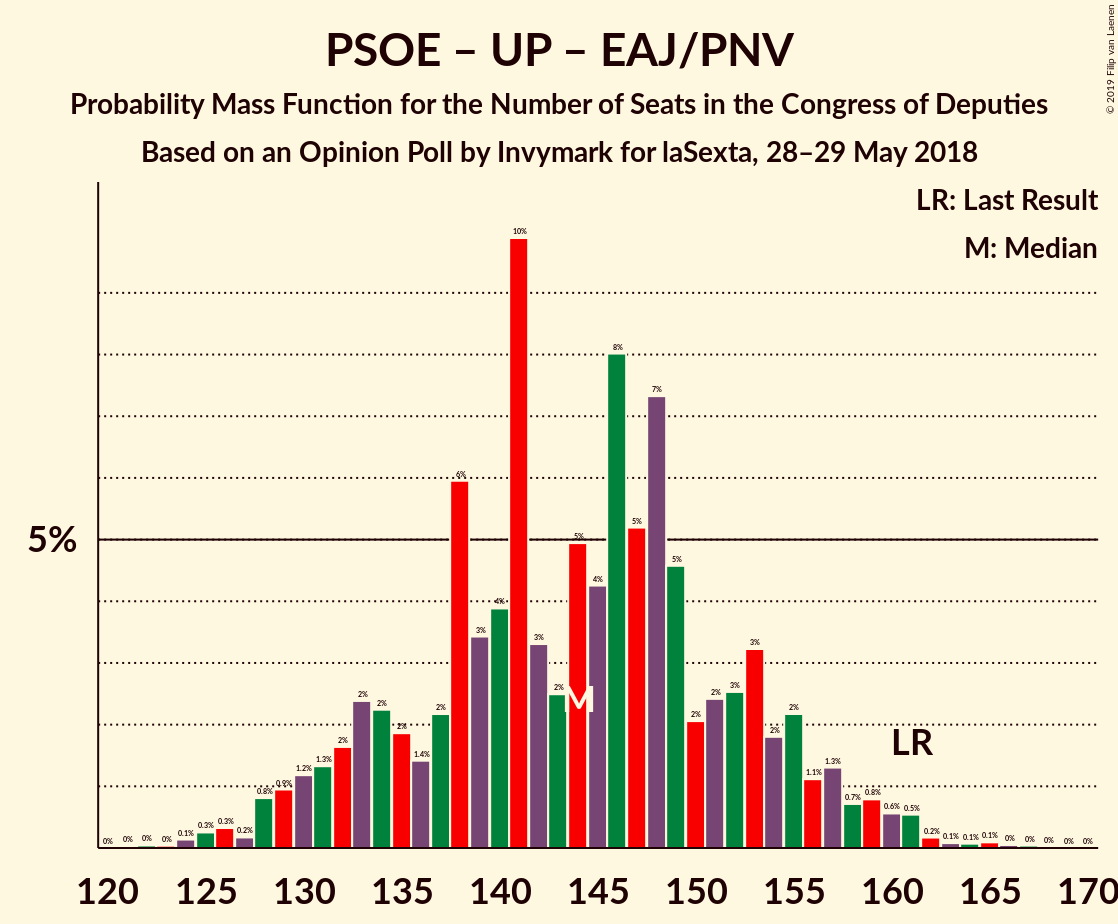 PSOE – UP – EAJ/PNV
Probability Mass Function for the Number of Seats in the Congress of Deputies
Based on an Opinion Poll by Invymark for laSexta, 28–29 May 2018
© 2019 Filip van Laenen
LR: Last Result
M: Median
5%
0% 0% 0% 0% 0.1% 0.3% 0.3% 0.2% 0.8% 0.9% 1.2% 1.3% 2% 2% 2% 2% 1.4% 2% 6% 3% 4% 10% 3% 2% 5% 4% 8% 5% 7% 5% 2% 2% 3% 3% 2% 2% 1.1% 1.3% 0.7% 0.8% 0.6% 0.5% 0.2% 0.1% 0.1% 0.1% 0% 0% 0% 0% 0%
M
LR
120 125 130 135 140 145 150 155 160 165 170